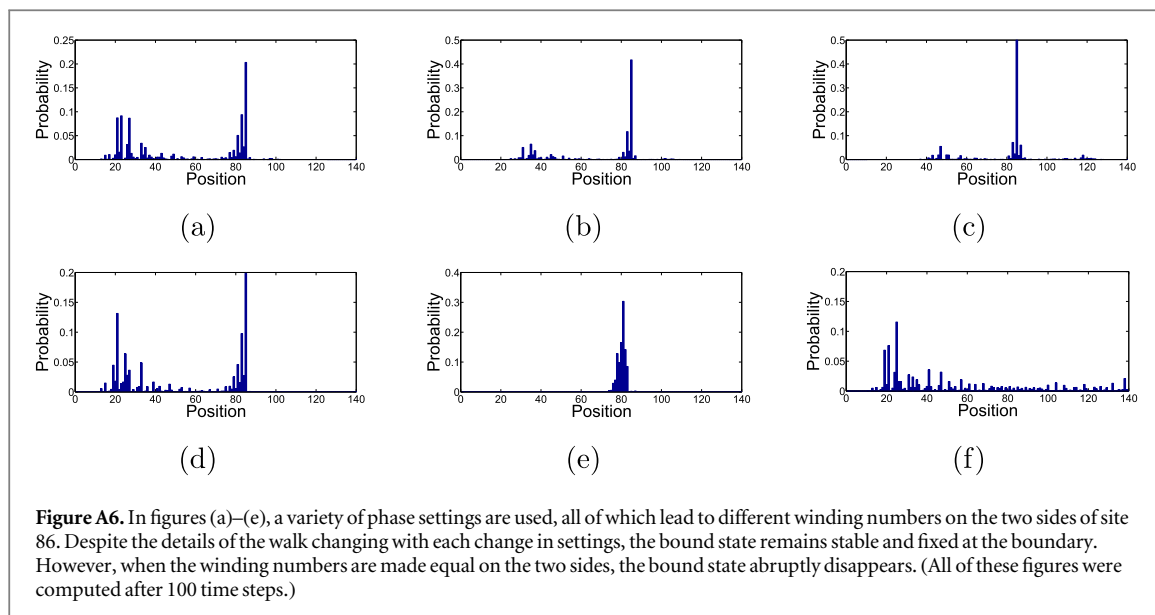 0.25
0.2
0.15
0.1
0.05
0
Probability
0 20 40 60 80 100 120 140
Position
(a)
0.5
0.4
0.3
0.2
0.1
0
Probability
0 20 40 60 80 100 120 140
Position
(b)
0.5
0.4
0.3
0.2
0.1
0
Probability
0 20 40 60 80 100 120 140
Position
(c)
0.2
0.15
0.1
0.05
0
Probability
0 20 40 60 80 100 120 140
Position
(d)
0.4
0.3
0.2
0.1
0
Probability
0 20 40 60 80 100 120 140
Position
(e)
0.2
0.15
0.1
0.05
0
Probability
0 20 40 60 80 100 120 140
Position
(f)
Figure A6. In figures (a)–(e), a variety of phase settings are used, all of which lead to different winding numbers on the two sides of site
86. Despite the details of the walk changing with each change in settings, the bound state remains stable and fixed at the boundary.
However, when the winding numbers are made equal on the two sides, the bound state abruptly disappears. (All of these figures were
computed after 100 time steps.)